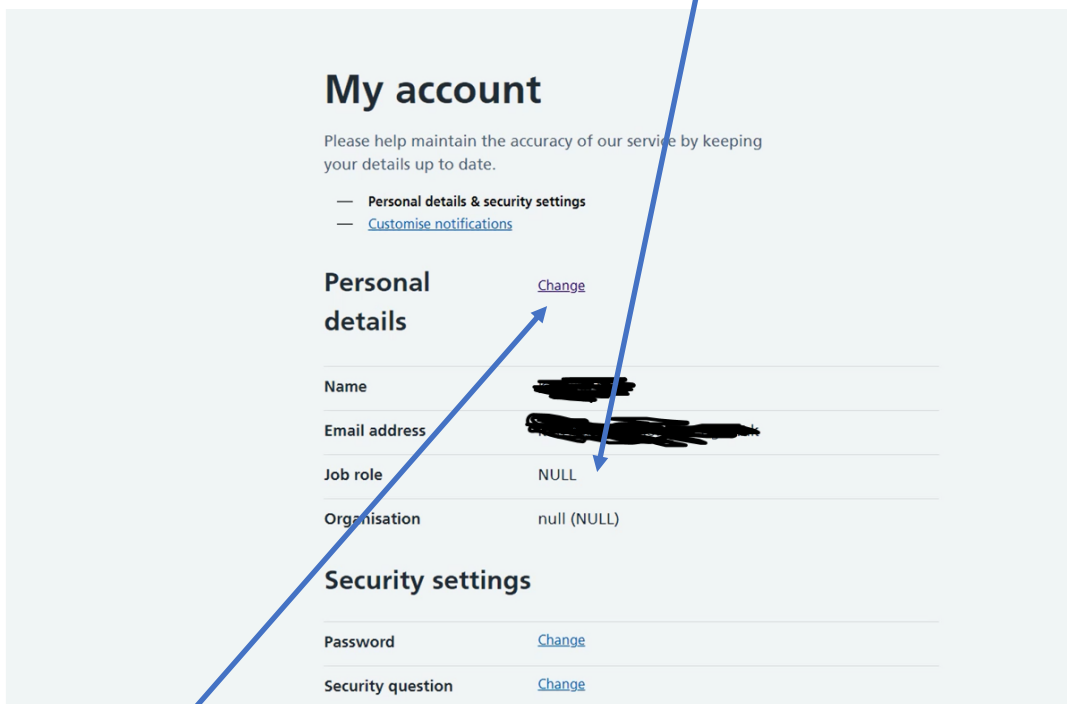 My account
Please help maintain the accuracy of our service by keeping
your details up to date.
— Personal details & security settings
— Customise notifications
Personal
details
Change
Name
Email address
Job role NULL
Organisation null (NULL)
Security settings
Password Change
Security question Change